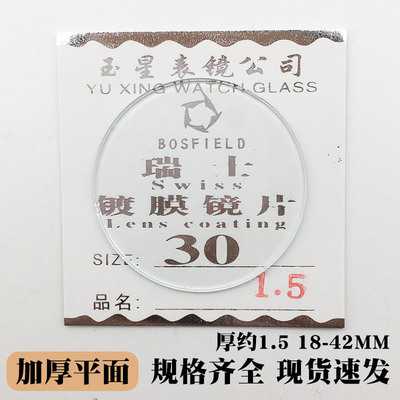 玉星表镜公司
YU XING WATCH GLASS
BOSFIELD
瑞士
Swiss
镀膜镜片
Lens coating
SIZE: 30
1.5
品名:
厚约1.5 18-42MM
加厚平面 规格齐全 现货速发